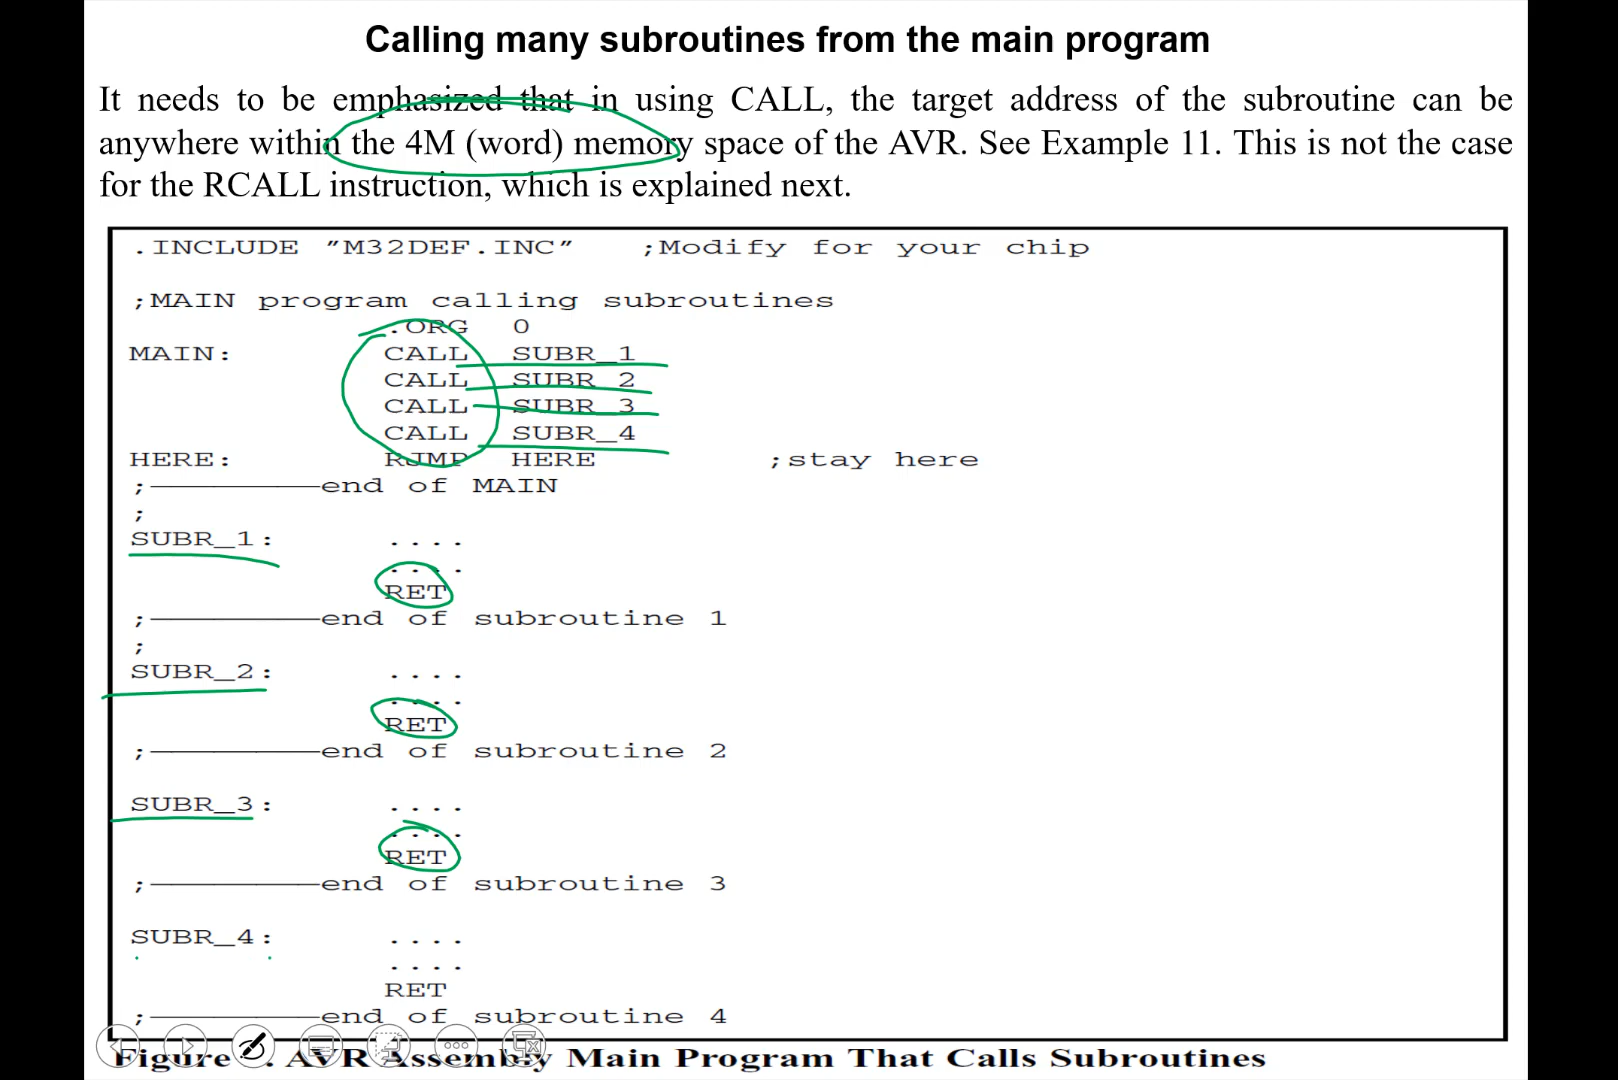 Calling many subroutines from the main program
It needs to be emphasized that in using CALL, the target address of the subroutine can be
anywhere within the 4M (word) memory space of the AVR. See Example 11. This is not the case
for the RCALL instruction, which is explained next.
.INCLUDE "M32DEF.INC" ;Modify for your chip
;MAIN program calling subroutines
.ORG 0
MAIN: CALL SUBR_1
CALL SUBR_2
CALL SUBR_3
CALL SUBR_4
HERE: RJMP HERE ;stay here
;————————end of MAIN
;
SUBR_1: ....
....
RET
;————————end of subroutine 1
;
SUBR_2: ....
....
RET
;————————end of subroutine 2
SUBR_3: ....
....
RET
;————————end of subroutine 3
SUBR_4: ....
....
RET
;————————end of subroutine 4
Figure . AVR Assembly Main Program That Calls Subroutines